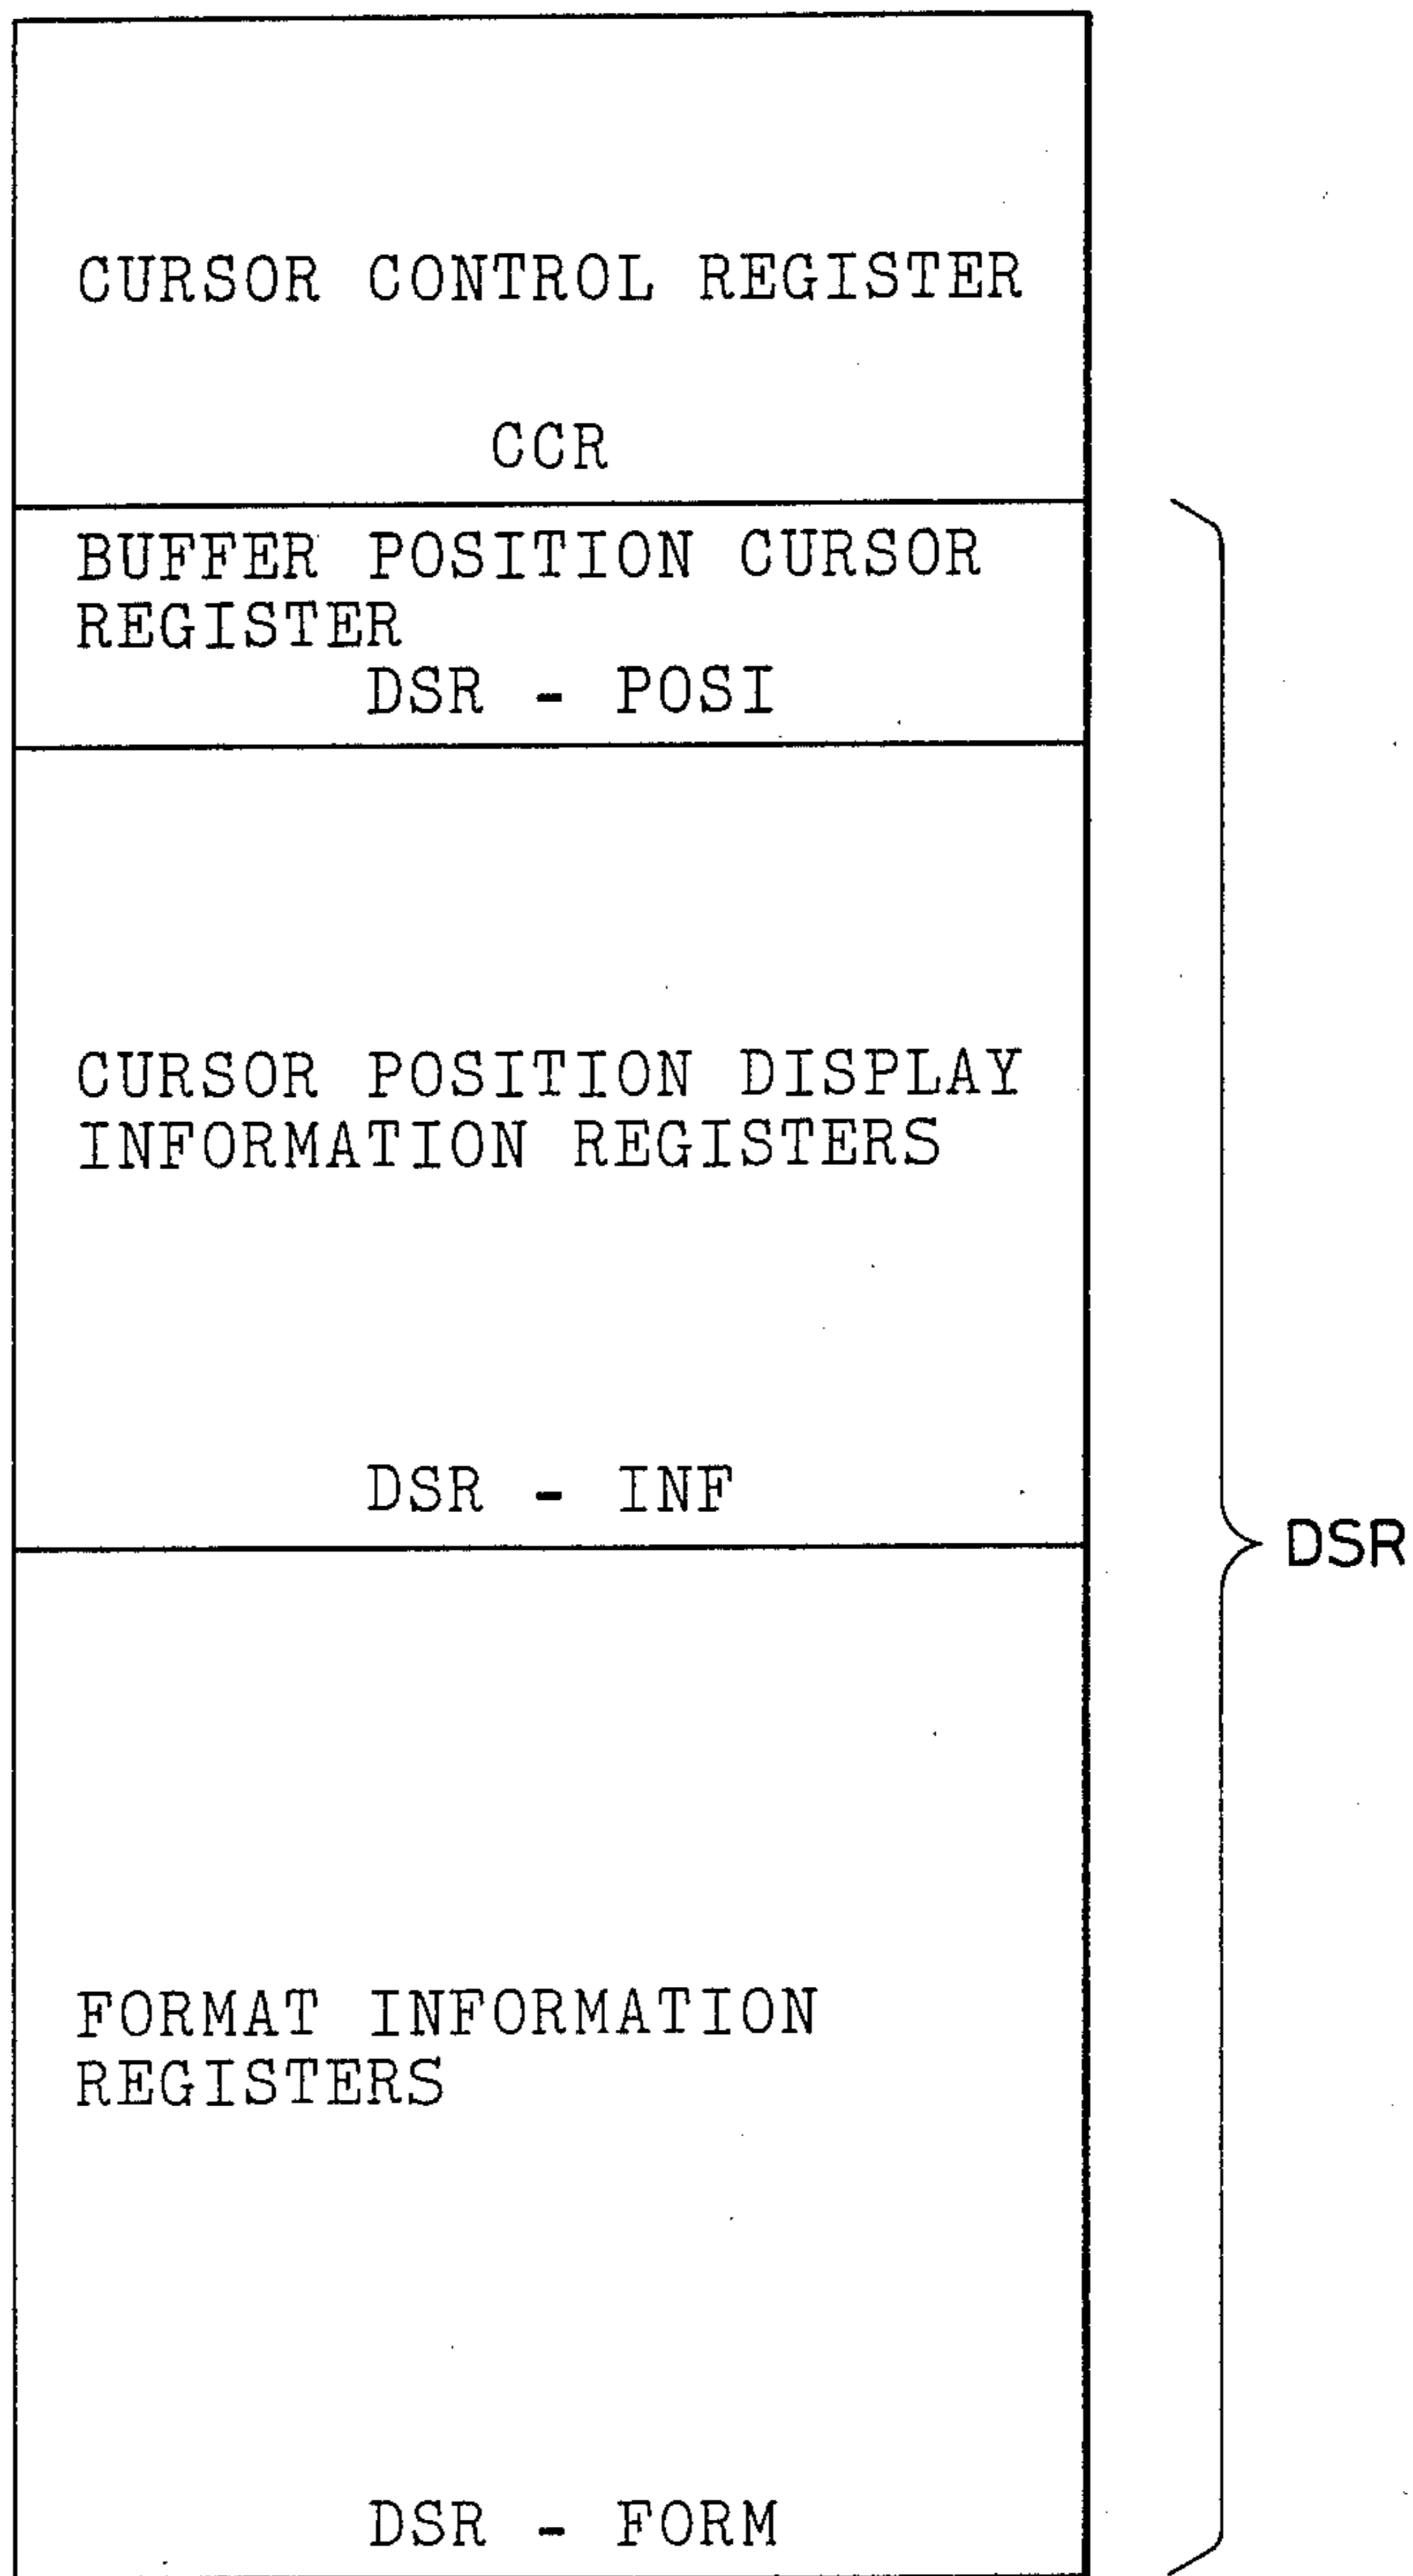 CURSOR CONTROL REGISTER
CCR
BUFFER POSITION CURSOR
REGISTER
DSR - POSI
CURSOR POSITION DISPLAY
INFORMATION REGISTERS
DSR - INF
DSR
FORMAT INFORMATION
REGISTERS
DSR - FORM